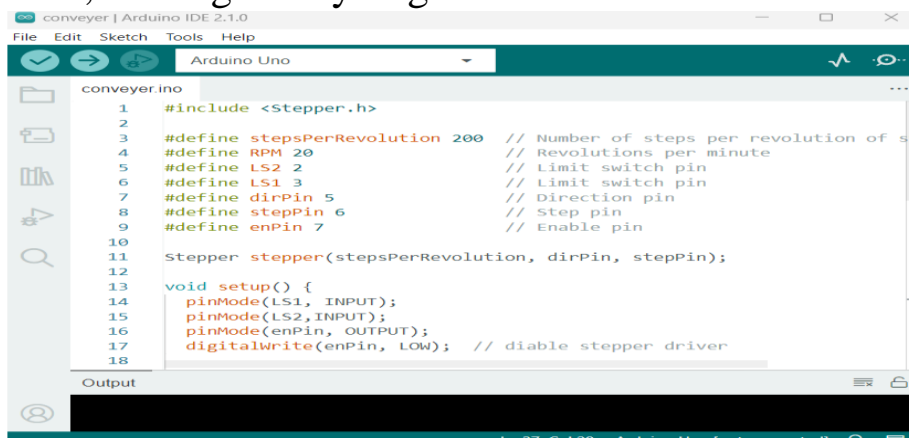 conveyer | Arduino IDE 2.1.0
File Edit Sketch Tools Help
Arduino Uno
conveyer.ino
1 #include <Stepper.h>
2
3 #define stepsPerRevolution 200 // Number of steps per revolution of s
4 #define RPM 20 // Revolutions per minute
5 #define LS2 2 // Limit switch pin
6 #define LS1 3 // Limit switch pin
7 #define dirPin 5 // Direction pin
8 #define stepPin 6 // Step pin
9 #define enPin 7 // Enable pin
10
11 Stepper stepper(stepsPerRevolution, dirPin, stepPin);
12
13 void setup() {
14 pinMode(LS1, INPUT);
15 pinMode(LS2,INPUT);
16 pinMode(enPin, OUTPUT);
17 digitalWrite(enPin, LOW); // diable stepper driver
18
Output